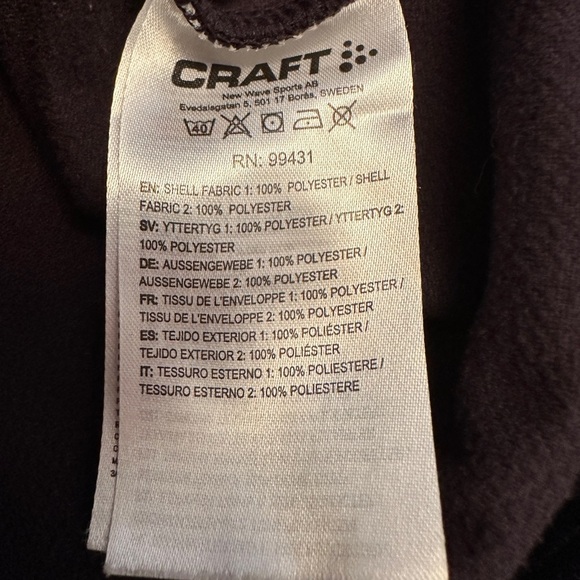 CRAFT
New Wave Sports AB
Evedalsgatan 5, 501 17 Borås, SWEDEN
40
RN: 99431
EN: SHELL FABRIC 1: 100% POLYESTER / SHELL
FABRIC 2: 100% POLYESTER
SV: YTTERTYG 1: 100% POLYESTER / YTTERTYG 2:
100% POLYESTER
DE: AUSSENGEWEBE 1: 100% POLYESTER /
AUSSENGEWEBE 2: 100% POLYESTER
FR: TISSU DE L'ENVELOPPE 1: 100% POLYESTER /
TISSU DE L'ENVELOPPE 2: 100% POLYESTER
ES: TEJIDO EXTERIOR 1: 100% POLIÉSTER /
TEJIDO EXTERIOR 2: 100% POLIÉSTER
IT: TESSURO ESTERNO 1: 100% POLIESTERE /
TESSURO ESTERNO 2: 100% POLIESTERE